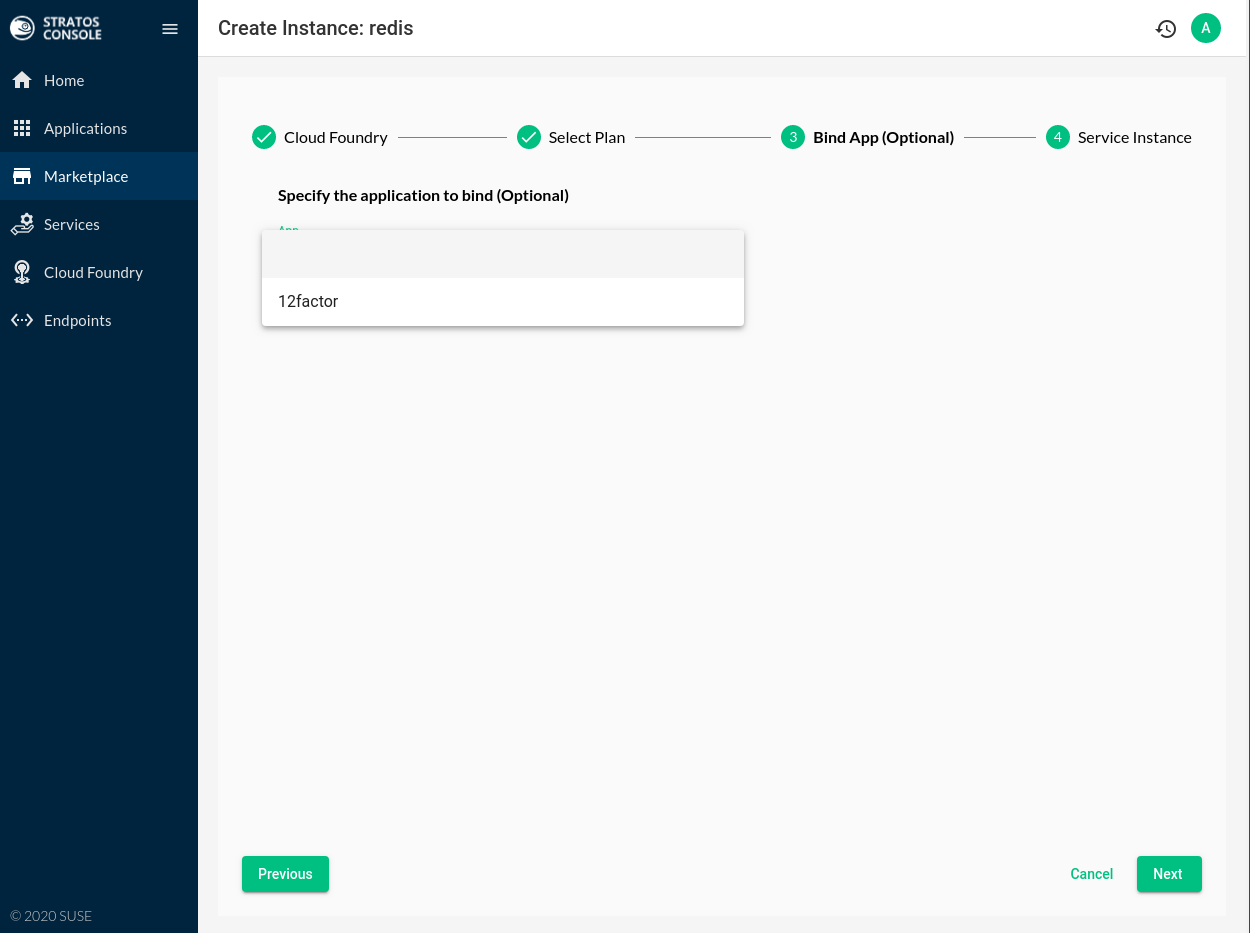 STRATOS
CONSOLE
Create Instance: redis
A
Home
Applications
Marketplace
Services
Cloud Foundry
Endpoints
Cloud Foundry
Select Plan
3 Bind App (Optional)
4 Service Instance
Specify the application to bind (Optional)
App
12factor
Previous
Cancel
Next
© 2020 SUSE